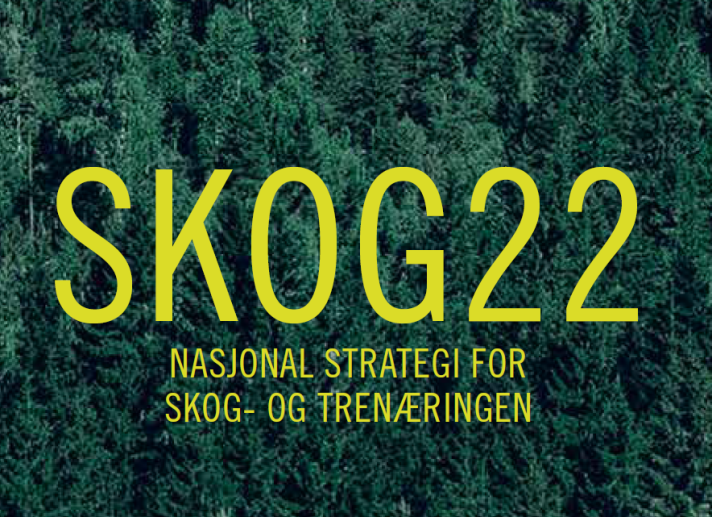 SKOG22
NASJONAL STRATEGI FOR
SKOG- OG TRENÆRINGEN